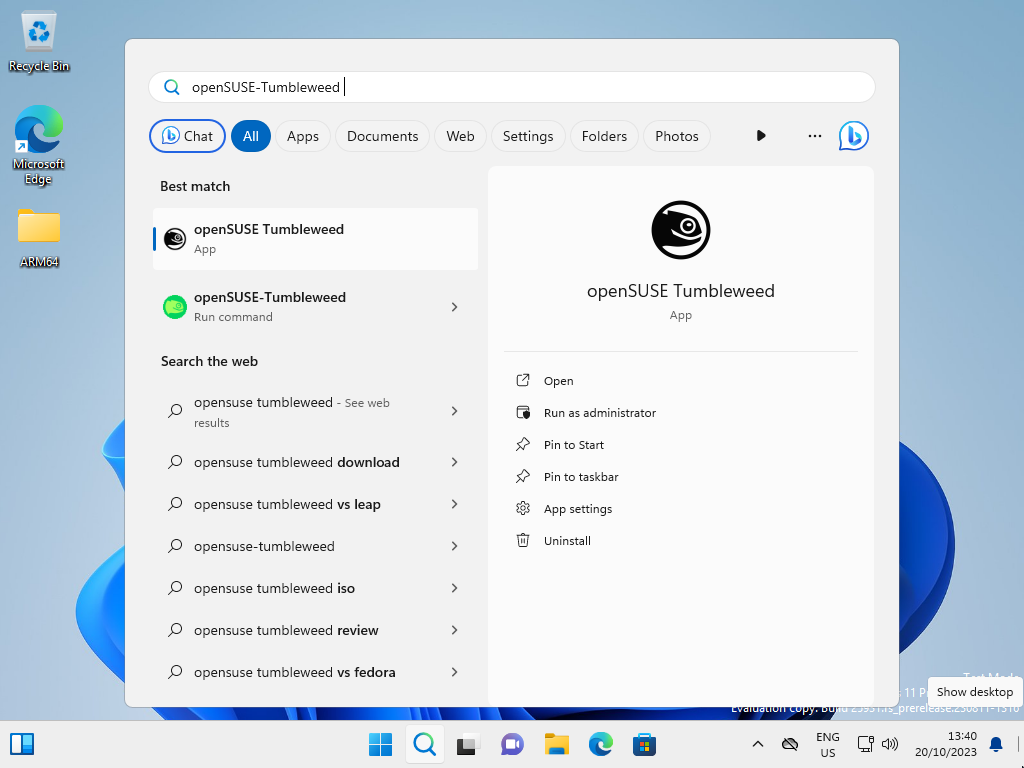 Recycle Bin
Microsoft
Edge
ARM64
openSUSE-Tumbleweed
Chat
All
Apps
Documents
Web
Settings
Folders
Photos
Best match
openSUSE Tumbleweed
App
openSUSE-Tumbleweed
Run command
Search the web
opensuse tumbleweed - See web
results
opensuse tumbleweed download
opensuse tumbleweed vs leap
opensuse-tumbleweed
opensuse tumbleweed iso
opensuse tumbleweed review
opensuse tumbleweed vs fedora
openSUSE Tumbleweed
App
Open
Run as administrator
Pin to Start
Pin to taskbar
App settings
Uninstall
Test Mode
11 Pr
Show desktop
Evaluation copy. Build 25931.rs_prerelease.230811-1310
ENG
US
13:40
20/10/2023